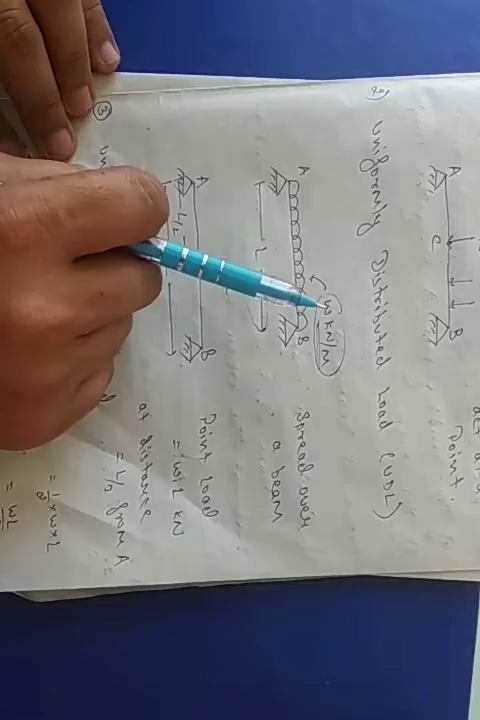 Point.
A
C
B
2) Uniformly Distributed Load (UDL)
w kN/m
A
B
L
Spread over
a beam
A
B
L/2
Point Load
= w.L kN
at distance
= L/2 from A
3
= 1/2 x w x L